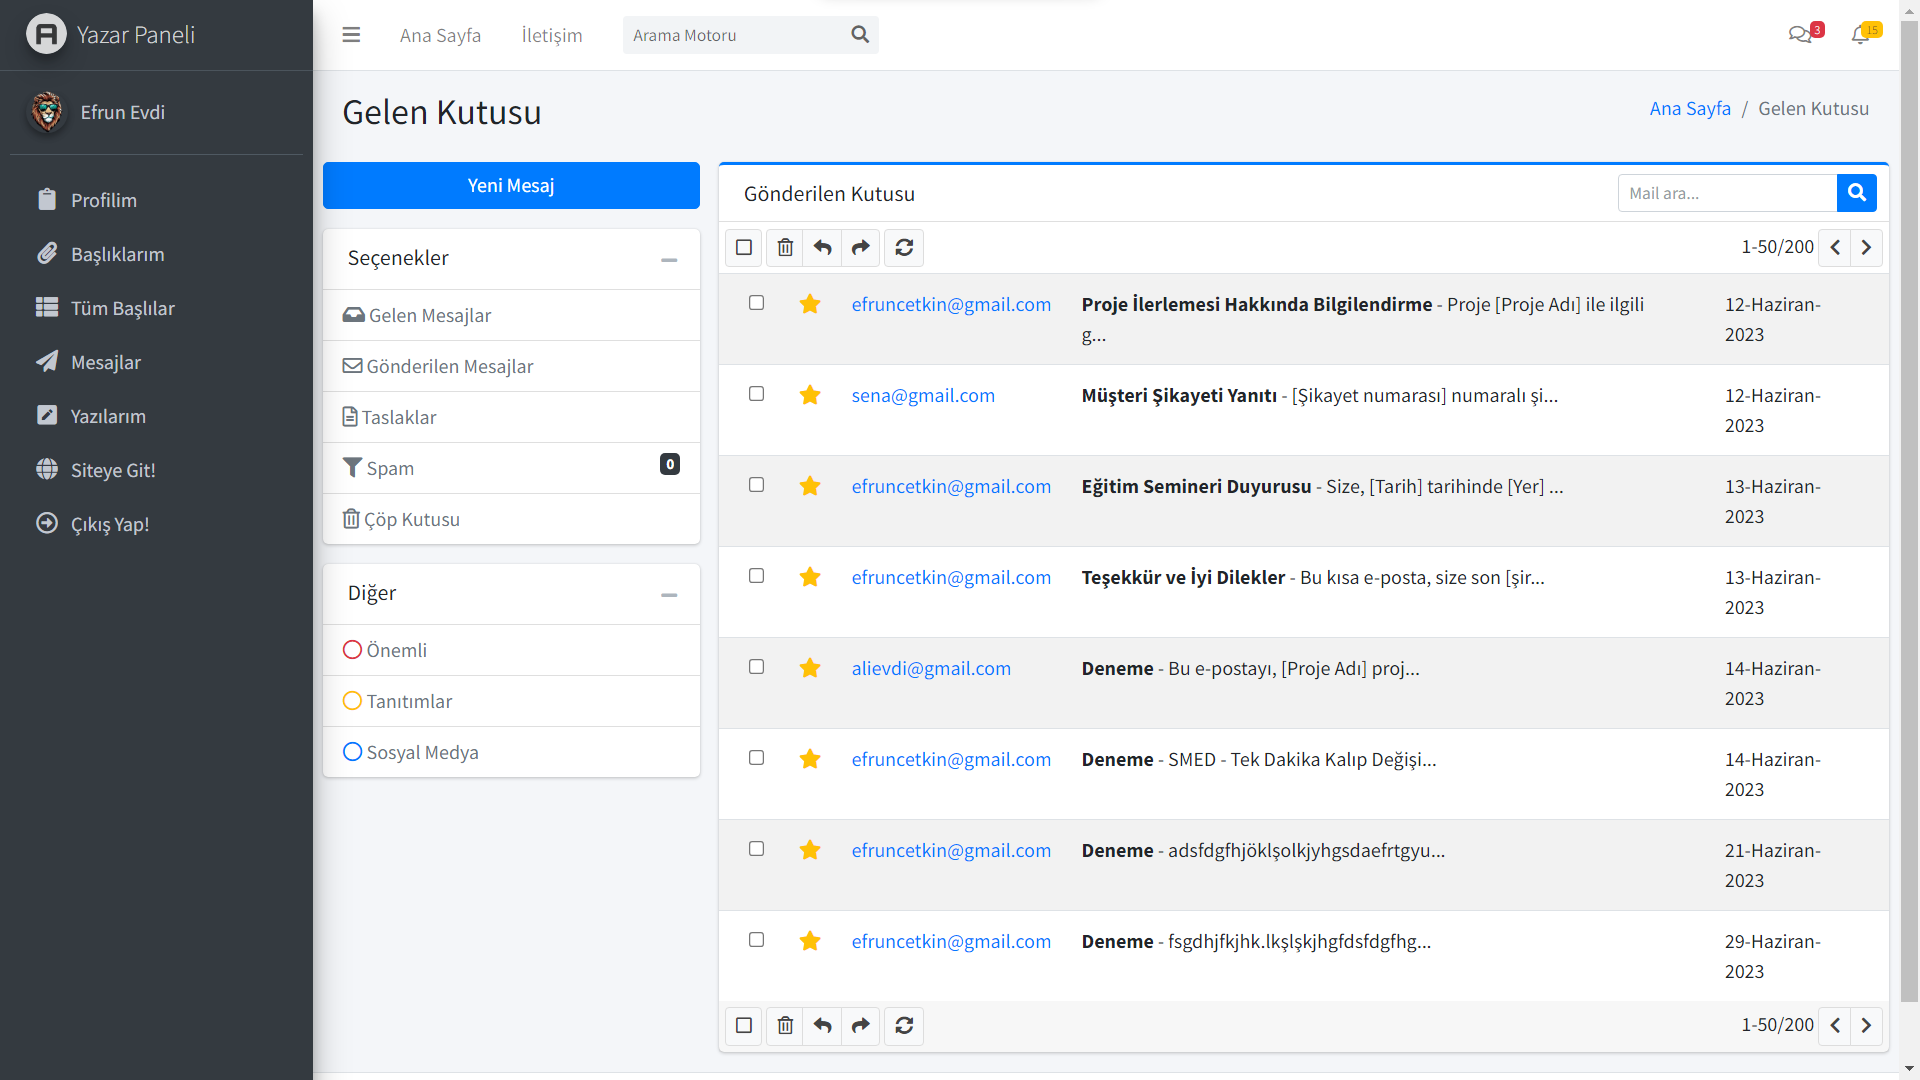 Yazar Paneli
Ana Sayfa
İletişim
Arama Motoru
3
15
Efrun Evdi
Profilim
Başlıklarım
Tüm Başlılar
Mesajlar
Yazılarım
Siteye Git!
Çıkış Yap!
Gelen Kutusu
Ana Sayfa / Gelen Kutusu
Yeni Mesaj
Seçenekler
Gelen Mesajlar
Gönderilen Mesajlar
Taslaklar
Spam 0
Çöp Kutusu
Diğer
Önemli
Tanıtımlar
Sosyal Medya
Gönderilen Kutusu
Mail ara...
1-50/200
efruncetkin@gmail.com Proje İlerlemesi Hakkında Bilgilendirme - Proje [Proje Adı] ile ilgili 12-Haziran-
g... 2023
sena@gmail.com Müşteri Şikayeti Yanıtı - [Şikayet numarası] numaralı şi... 12-Haziran-
2023
efruncetkin@gmail.com Eğitim Semineri Duyurusu - Size, [Tarih] tarihinde [Yer] ... 13-Haziran-
2023
efruncetkin@gmail.com Teşekkür ve İyi Dilekler - Bu kısa e-posta, size son [şir... 13-Haziran-
2023
alievdi@gmail.com Deneme - Bu e-postayı, [Proje Adı] proj... 14-Haziran-
2023
efruncetkin@gmail.com Deneme - SMED - Tek Dakika Kalıp Değişi... 14-Haziran-
2023
efruncetkin@gmail.com Deneme - adsfdgfhjöklşolkjyhgsdaefrtgyu... 21-Haziran-
2023
efruncetkin@gmail.com Deneme - fsgdhjfkjhk.lkşlşkjhgfdsfdgfhg... 29-Haziran-
2023
1-50/200